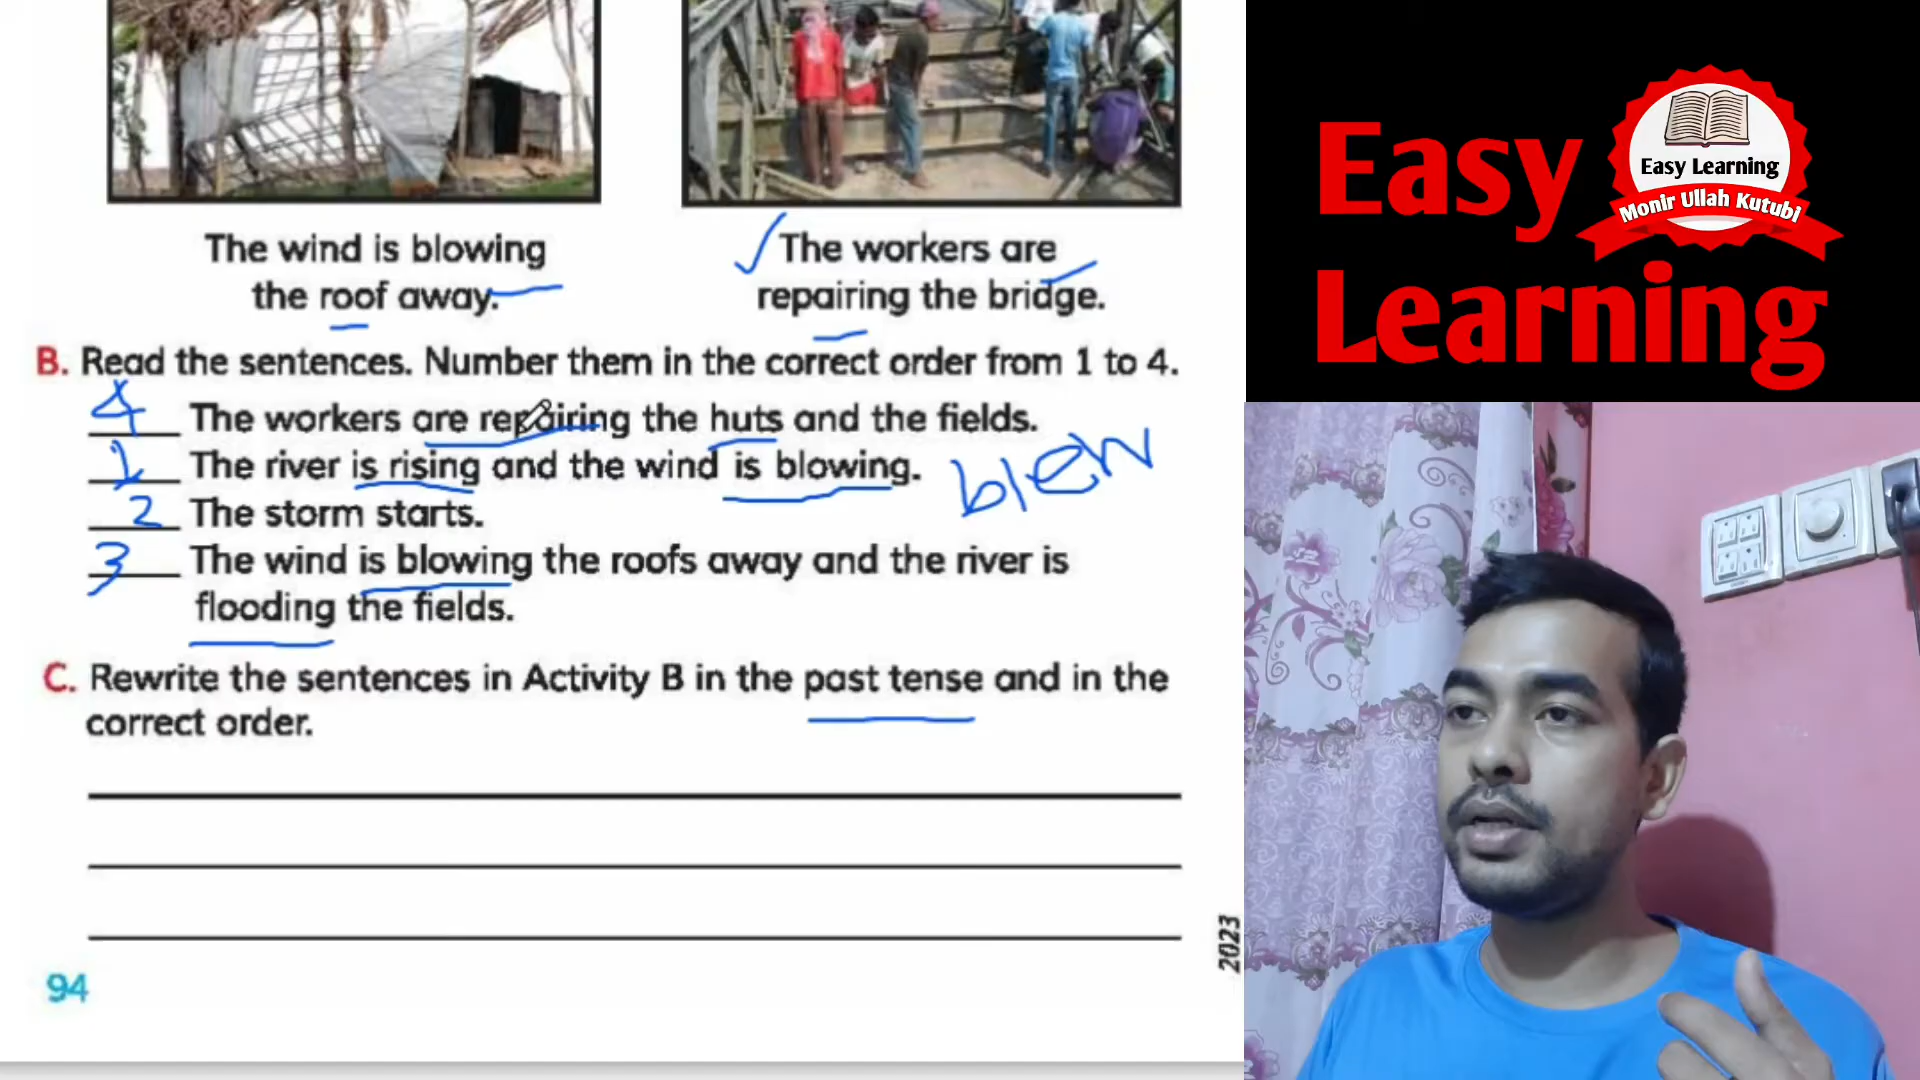 The wind is blowing
the roof away.
The workers are
repairing the bridge.
B. Read the sentences. Number them in the correct order from 1 to 4.
4 The workers are repairing the huts and the fields.
1 The river is rising and the wind is blowing.
blew
2 The storm starts.
3 The wind is blowing the roofs away and the river is
flooding the fields.
C. Rewrite the sentences in Activity B in the past tense and in the
correct order.
94
2023
Easy
Learning
Easy Learning
Monir Ullah Kutubi